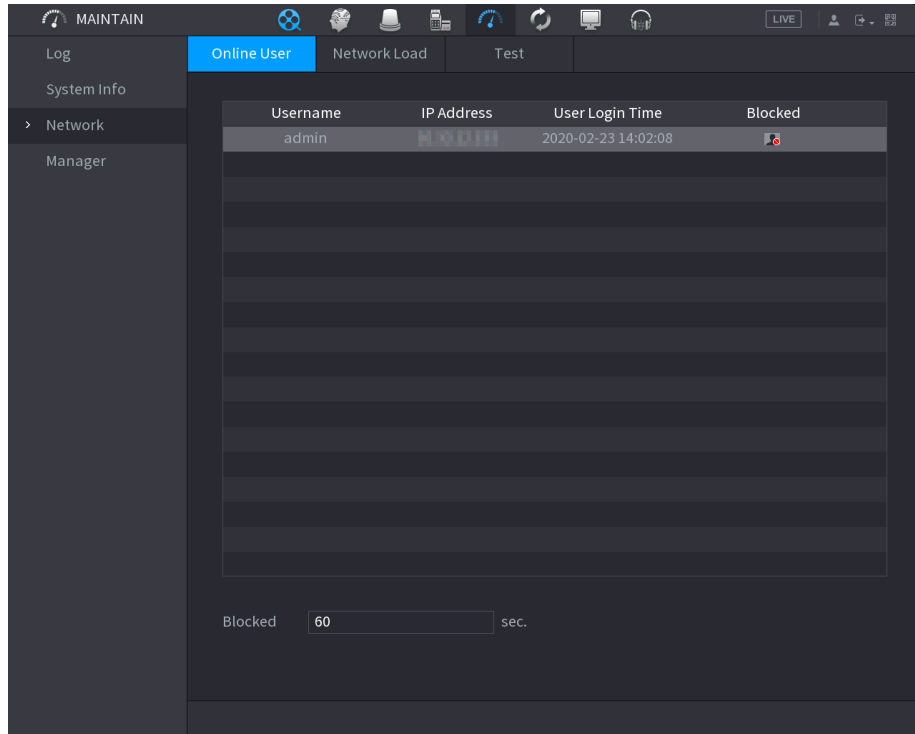 MAINTAIN
LIVE
Log
System Info
Network
Manager
Online User Network Load Test
Username IP Address User Login Time Blocked
admin 2020-02-23 14:02:08
Blocked 60 sec.